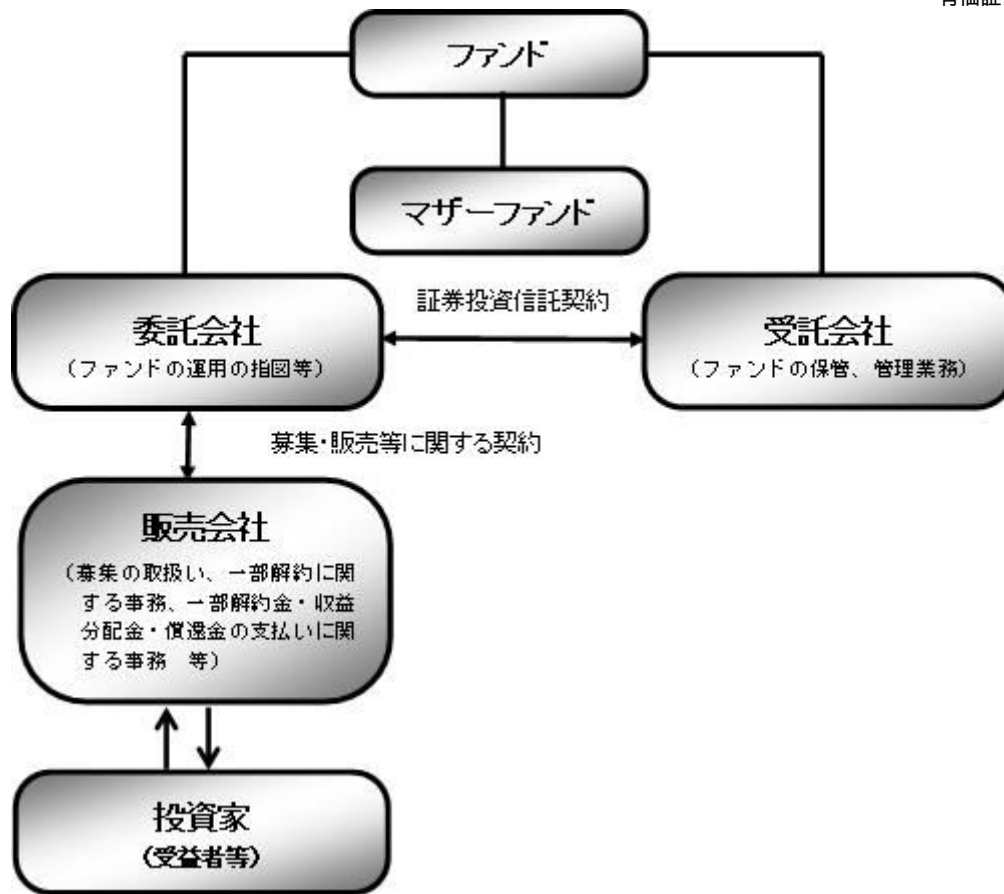 ファンド
マザーファンド
証券投資信託契約
委託会社
（ファンドの運用の指図等）
受託会社
（ファンドの保管、管理業務）
募集・販売等に関する契約
販売会社
（募集の取扱い、一部解約に関
する事務、一部解約金・収益
分配金・償還金の支払いに関
する事務　等）
投資家
（受益者等）